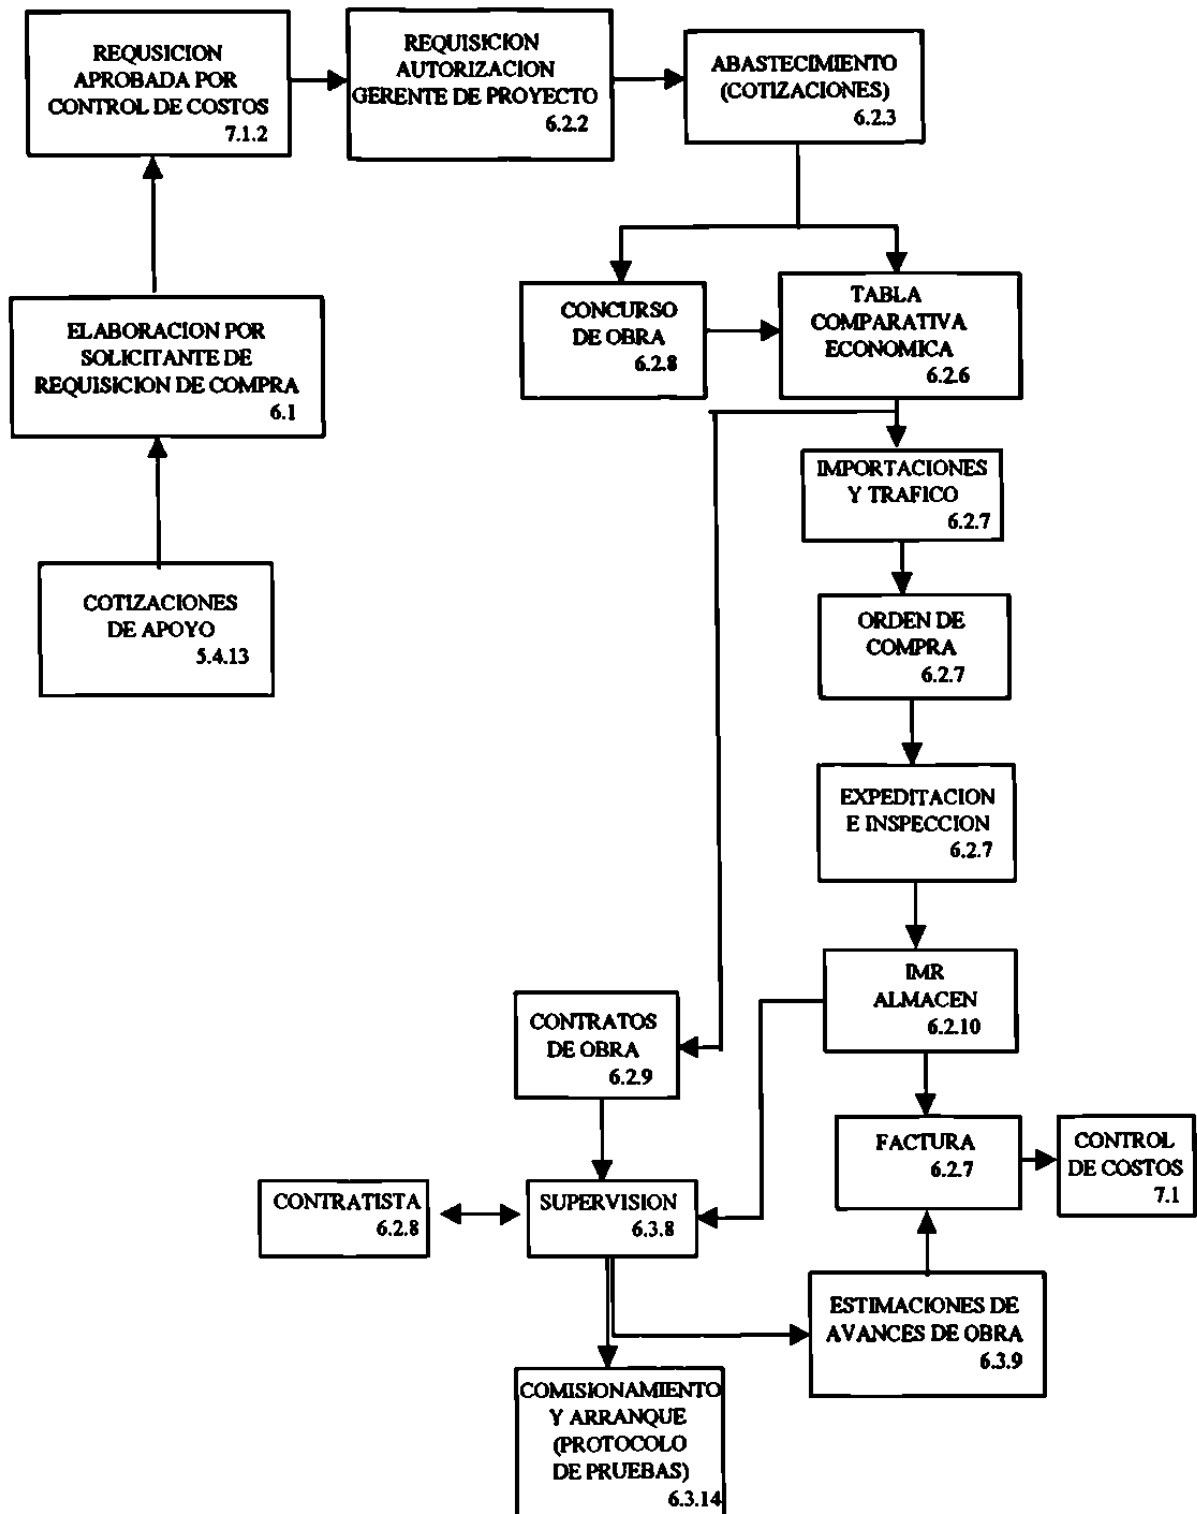 REQUSICION
APROBADA POR
CONTROL DE COSTOS
7.1.2
REQUISICION
AUTORIZACION
GERENTE DE PROYECTO
6.2.2
ABASTECIMIENTO
(COTIZACIONES)
6.2.3
ELABORACION POR
SOLICITANTE DE
REQUISICION DE COMPRA
6.1
CONCURSO
DE OBRA
6.2.8
TABLA
COMPARATIVA
ECONOMICA
6.2.6
IMPORTACIONES
Y TRAFICO
6.2.7
COTIZACIONES
DE APOYO
5.4.13
ORDEN DE
COMPRA
6.2.7
EXPEDITACION
E INSPECCION
6.2.7
IMR
ALMACEN
6.2.10
CONTRATOS
DE OBRA
6.2.9
FACTURA
6.2.7
CONTROL
DE COSTOS
7.1
CONTRATISTA
6.2.8
SUPERVISION
6.3.8
ESTIMACIONES DE
AVANCES DE OBRA
6.3.9
COMISIONAMIENTO
Y ARRANQUE
(PROTOCOLO
DE PRUEBAS)
6.3.14